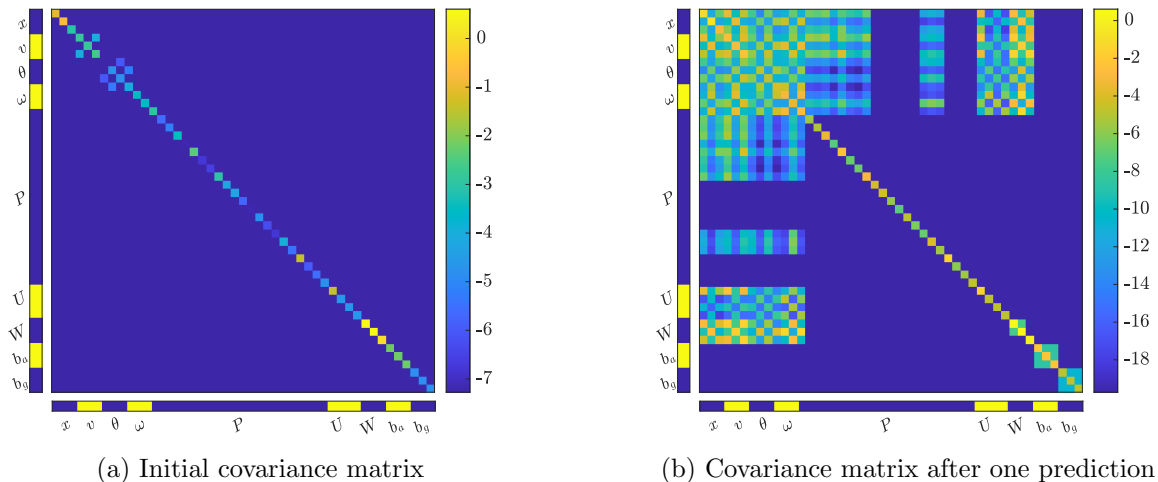 x
v
θ
ω
P
U
W
b_a
b_g
x v θ ω P U W b_a b_g
0
-1
-2
-3
-4
-5
-6
-7
(a) Initial covariance matrix
x
v
θ
ω
P
U
W
b_a
b_g
x v θ ω P U W b_a b_g
0
-2
-4
-6
-8
-10
-12
-14
-16
-18
(b) Covariance matrix after one prediction